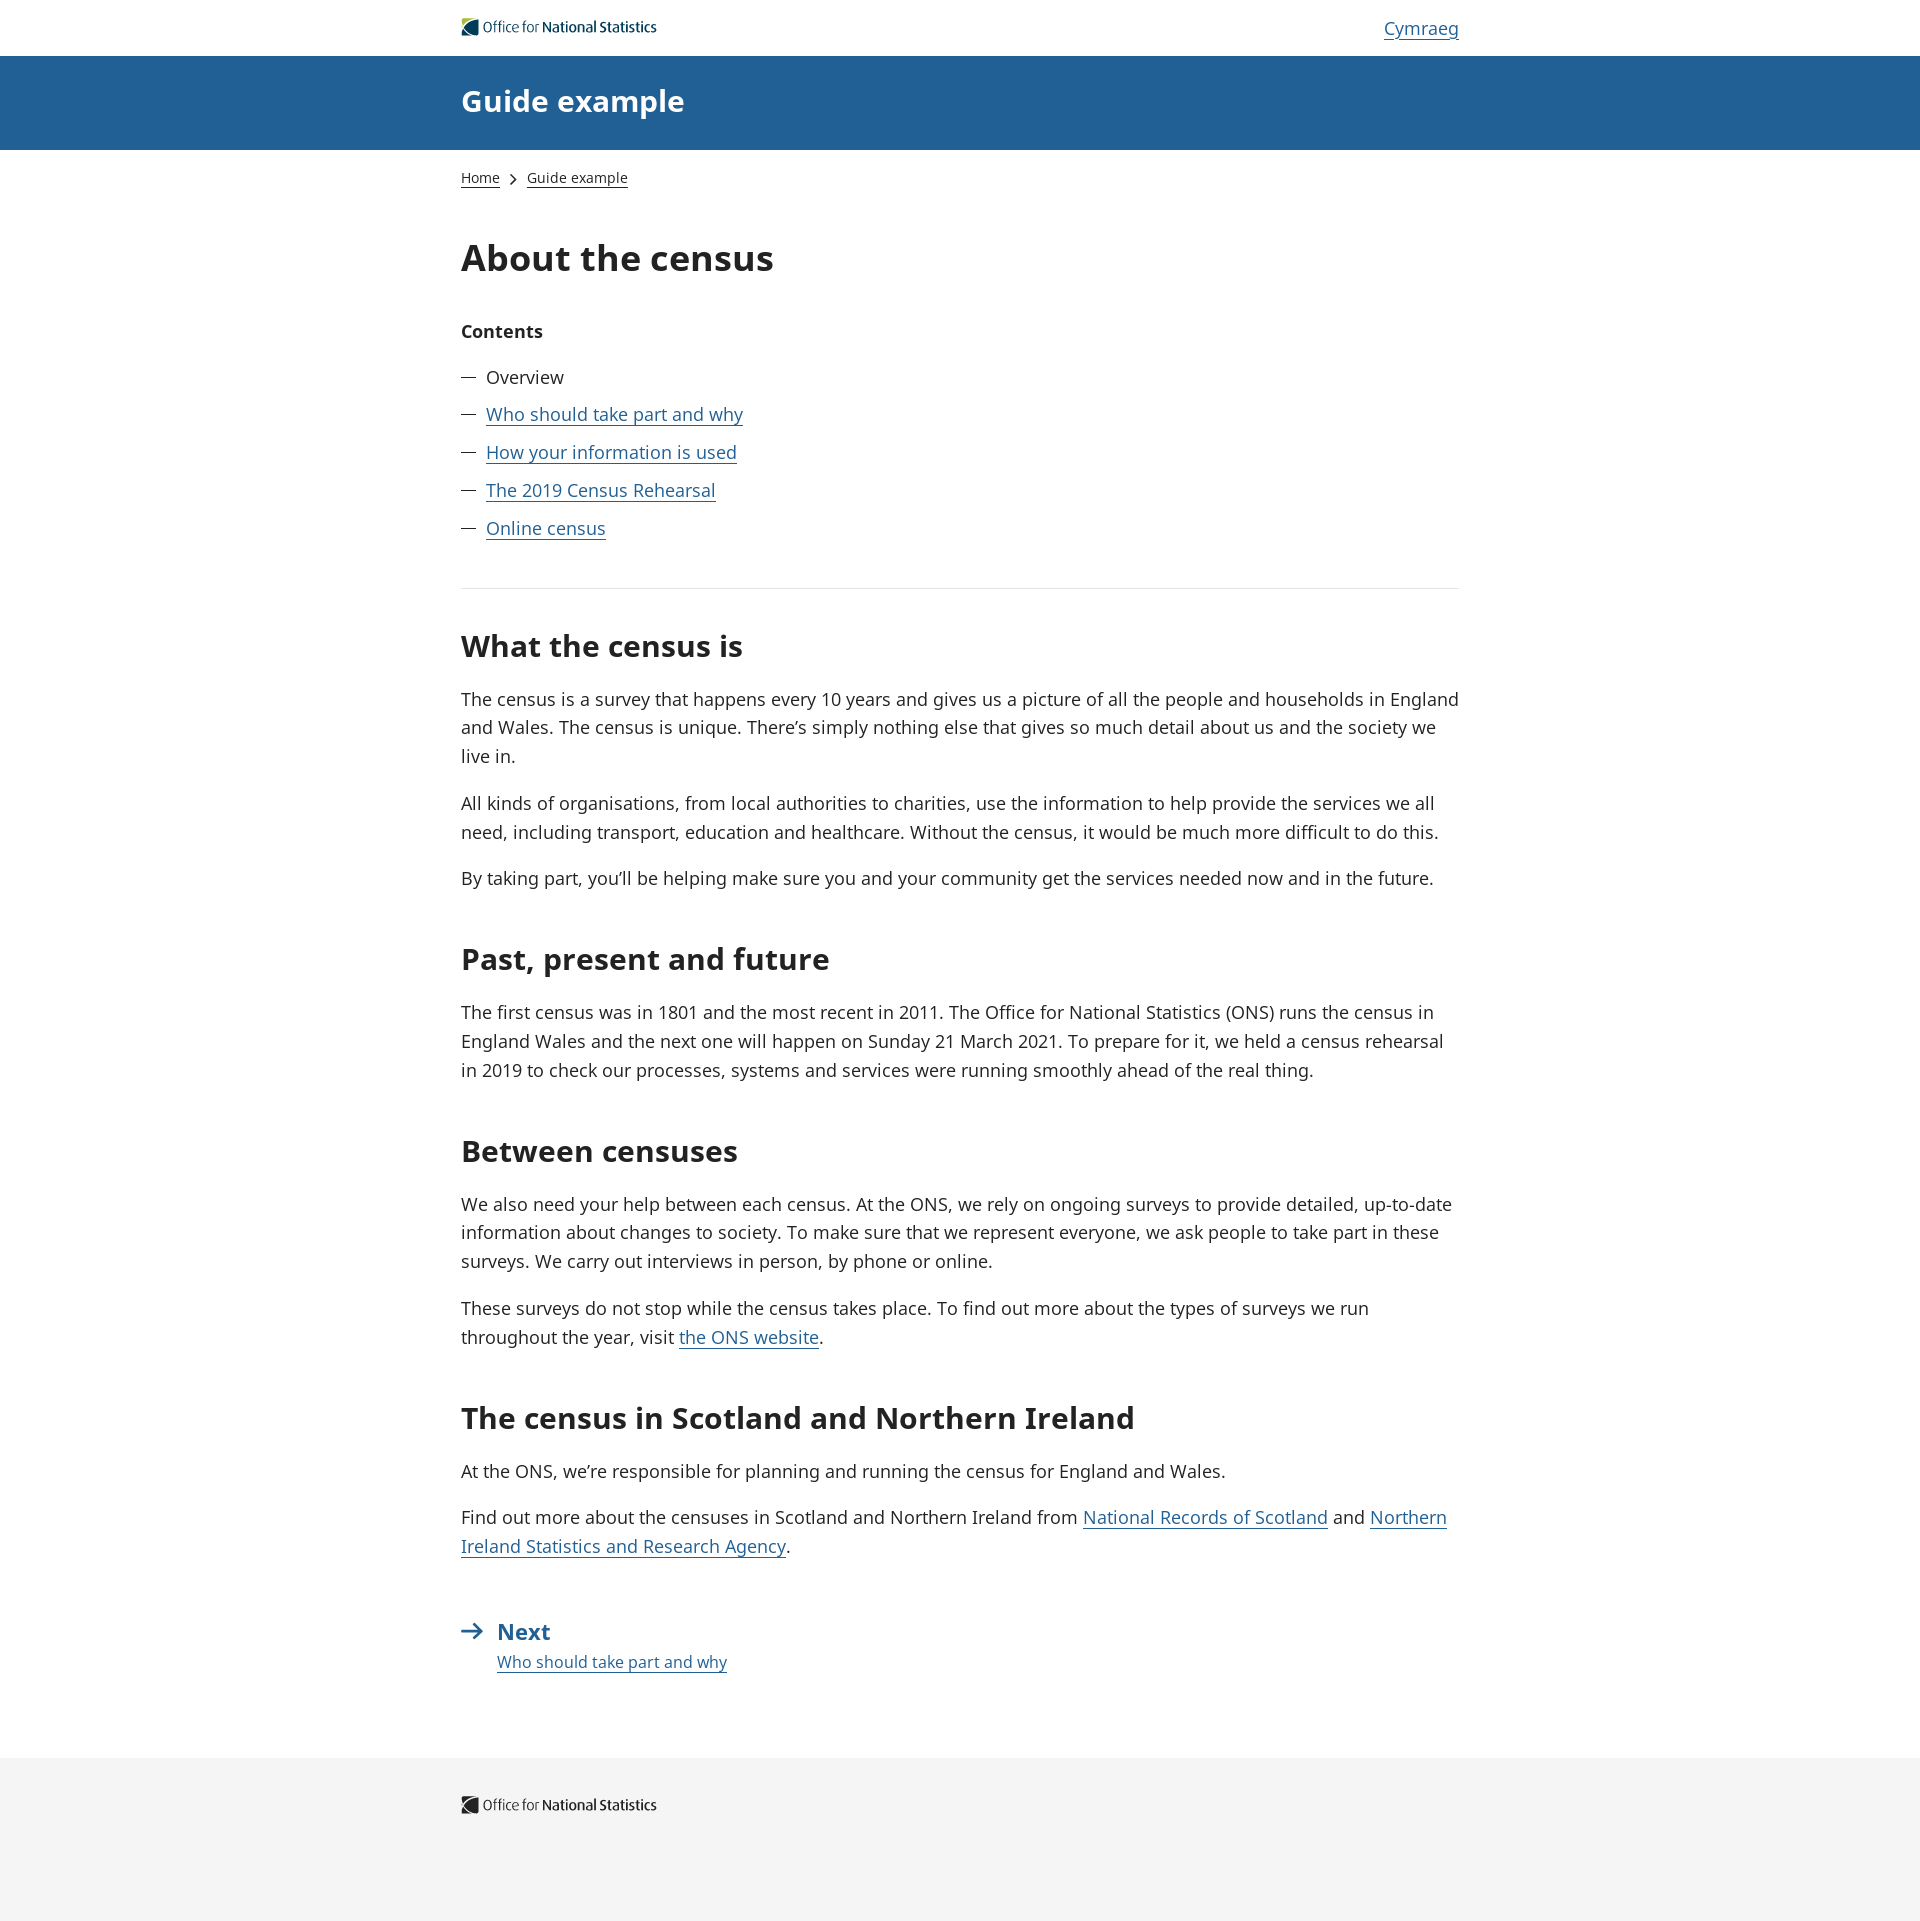 Office for National Statistics
Cymraeg
Guide example
Home
Guide example
About the census
Contents
— Overview
— Who should take part and why
— How your information is used
— The 2019 Census Rehearsal
— Online census
What the census is
The census is a survey that happens every 10 years and gives us a picture of all the people and households in England
and Wales. The census is unique. There’s simply nothing else that gives so much detail about us and the society we
live in.
All kinds of organisations, from local authorities to charities, use the information to help provide the services we all
need, including transport, education and healthcare. Without the census, it would be much more difficult to do this.
By taking part, you’ll be helping make sure you and your community get the services needed now and in the future.
Past, present and future
The first census was in 1801 and the most recent in 2011. The Office for National Statistics (ONS) runs the census in
England Wales and the next one will happen on Sunday 21 March 2021. To prepare for it, we held a census rehearsal
in 2019 to check our processes, systems and services were running smoothly ahead of the real thing.
Between censuses
We also need your help between each census. At the ONS, we rely on ongoing surveys to provide detailed, up-to-date
information about changes to society. To make sure that we represent everyone, we ask people to take part in these
surveys. We carry out interviews in person, by phone or online.
These surveys do not stop while the census takes place. To find out more about the types of surveys we run
throughout the year, visit the ONS website.
The census in Scotland and Northern Ireland
At the ONS, we’re responsible for planning and running the census for England and Wales.
Find out more about the censuses in Scotland and Northern Ireland from National Records of Scotland and Northern
Ireland Statistics and Research Agency.
Next
Who should take part and why
Office for National Statistics